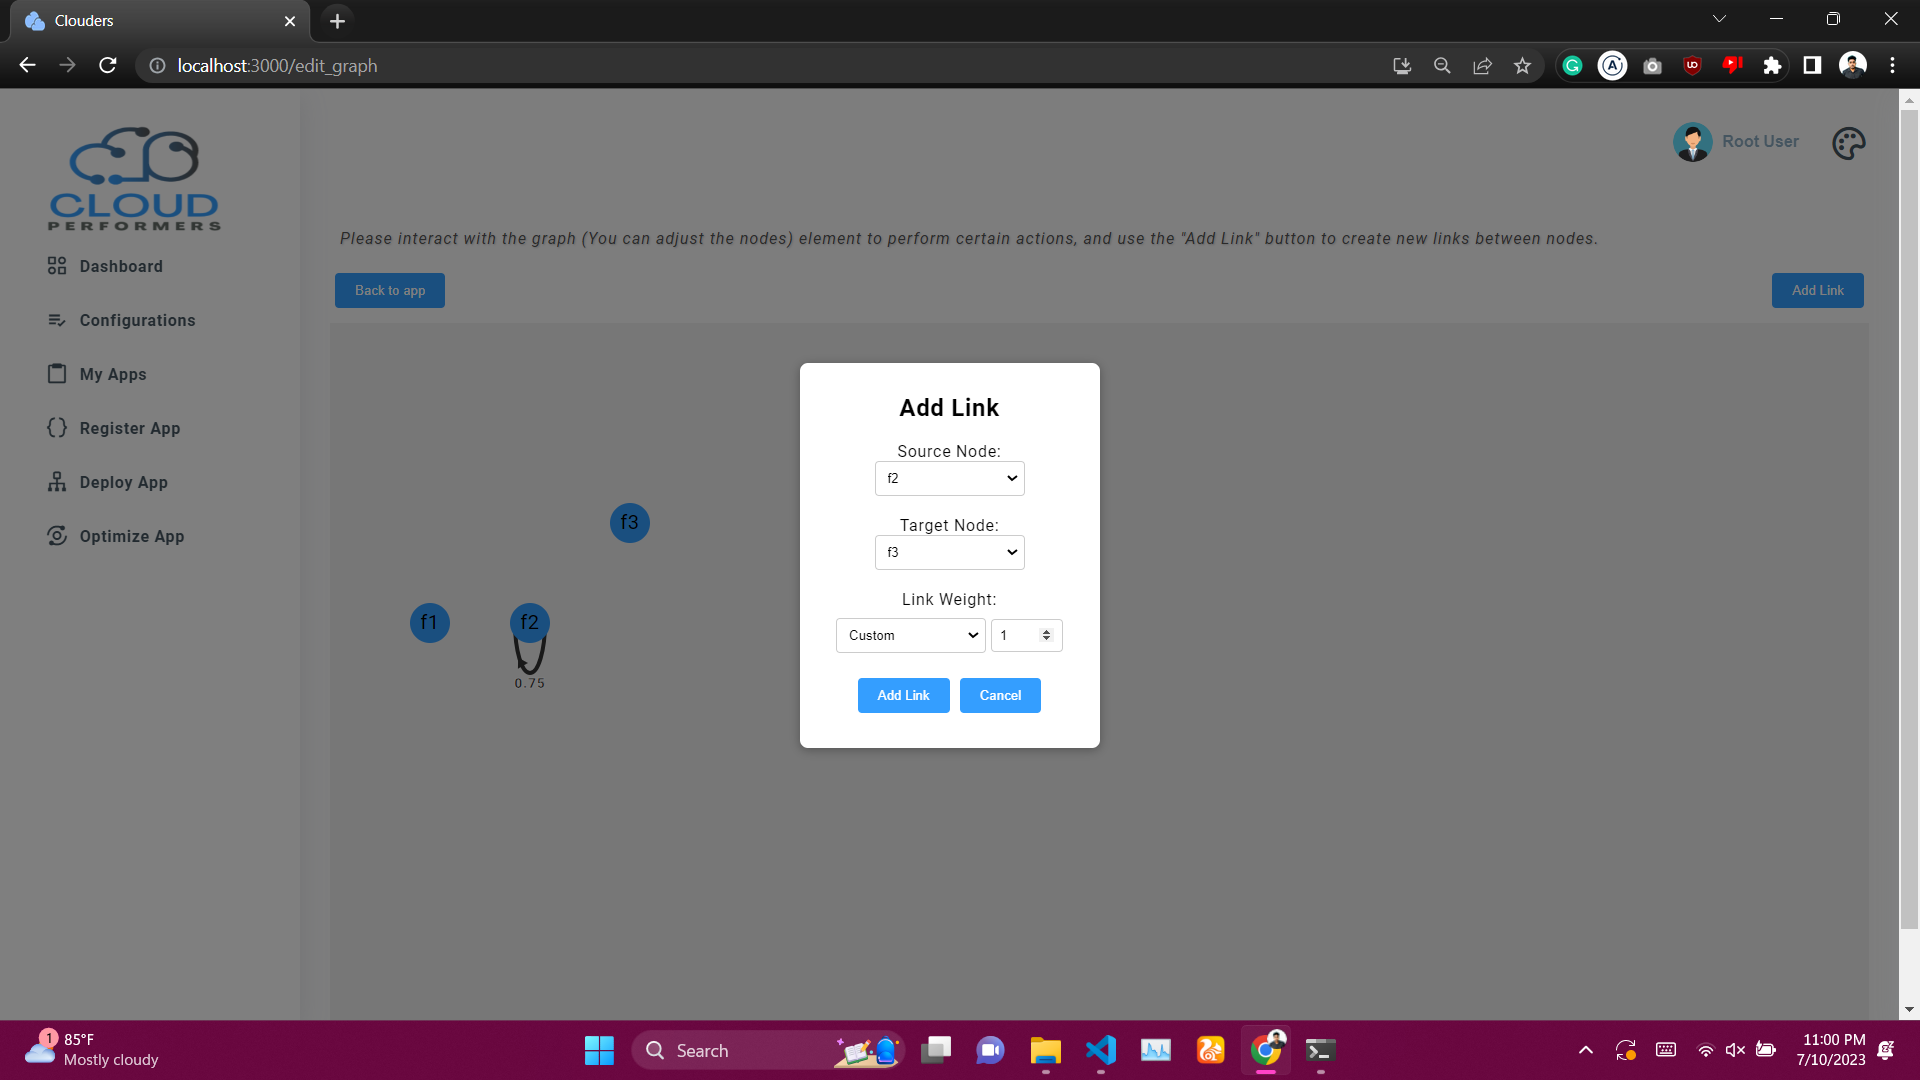 Clouders
localhost:3000/edit_graph
CLOUD
PERFORMERS
Root User
Dashboard
Configurations
My Apps
Register App
Deploy App
Optimize App
Please interact with the graph (You can adjust the nodes) element to perform certain actions, and use the "Add Link" button to create new links between nodes.
Back to app
Add Link
f3
f1
f2
0.75
Add Link
Source Node:
f2
Target Node:
f3
Link Weight:
Custom
1
Add Link
Cancel
1
85°F
Mostly cloudy
Search
11:00 PM
7/10/2023